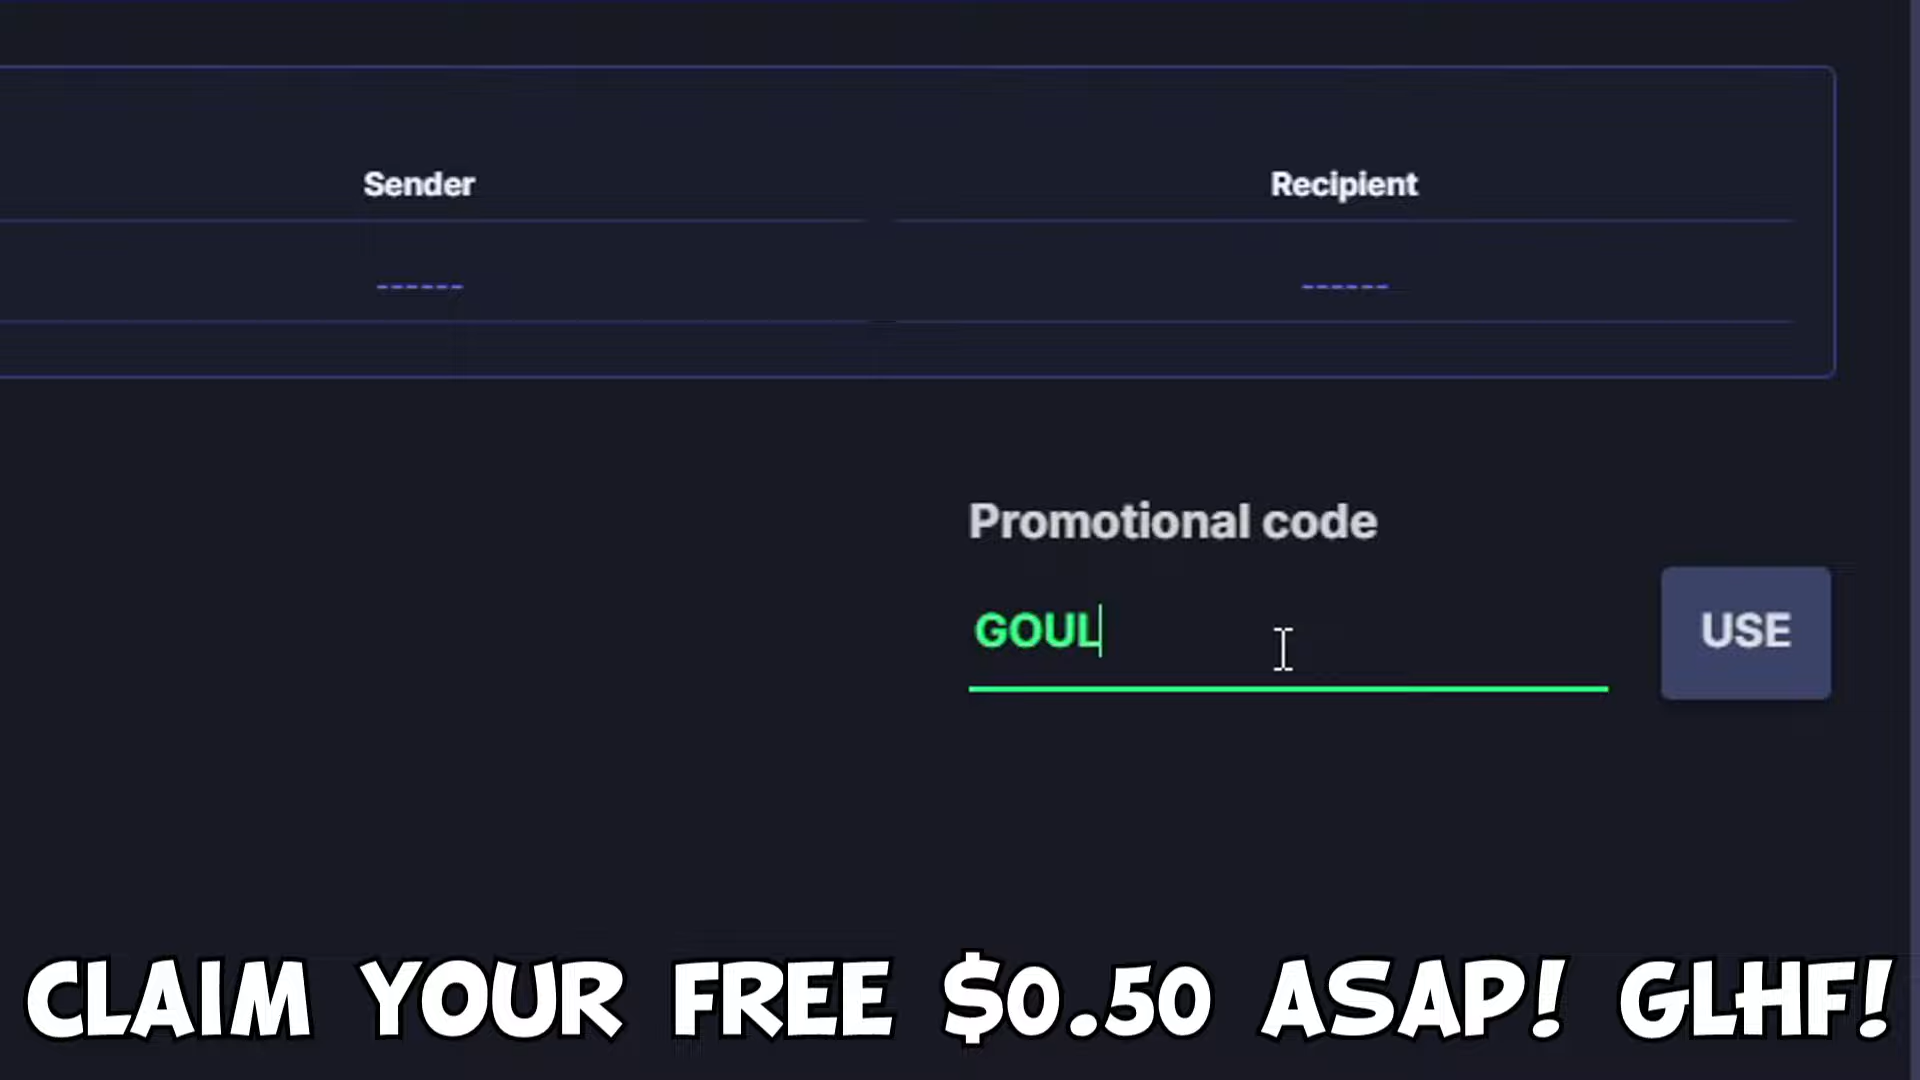 Sender Recipient
------ ------
Promotional code
GOUL USE
CLAIM YOUR FREE $0.50 ASAP! GLHF!